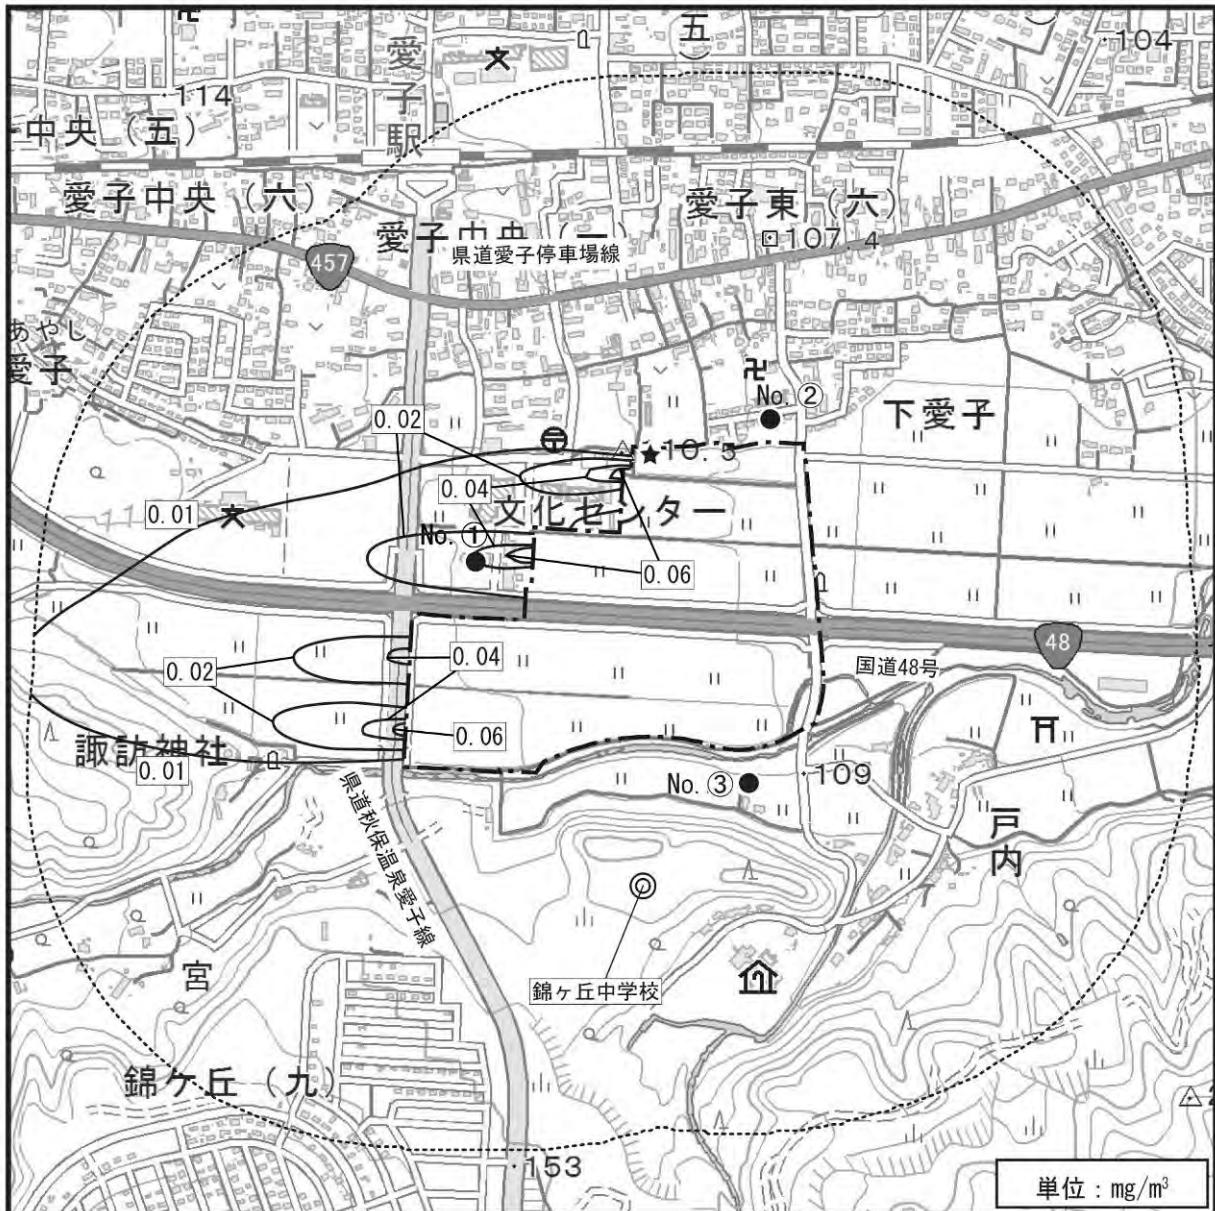 五
104
愛子駅
114
中央（五）
愛子中央（六）
愛子東（六）
愛子中央（一）
107.4
県道愛子停車場線
457
あやし
愛子
No.②
下愛子
0.02
10.5
0.04
0.01
文化センター
No.①
0.06
48
0.04
国道48号
0.02
0.06
諏訪神社
0.01
No.③
109
県道秋保温泉愛子線
戸内
宮
錦ヶ丘中学校
錦ケ丘（九）
153
単位：mg/m³